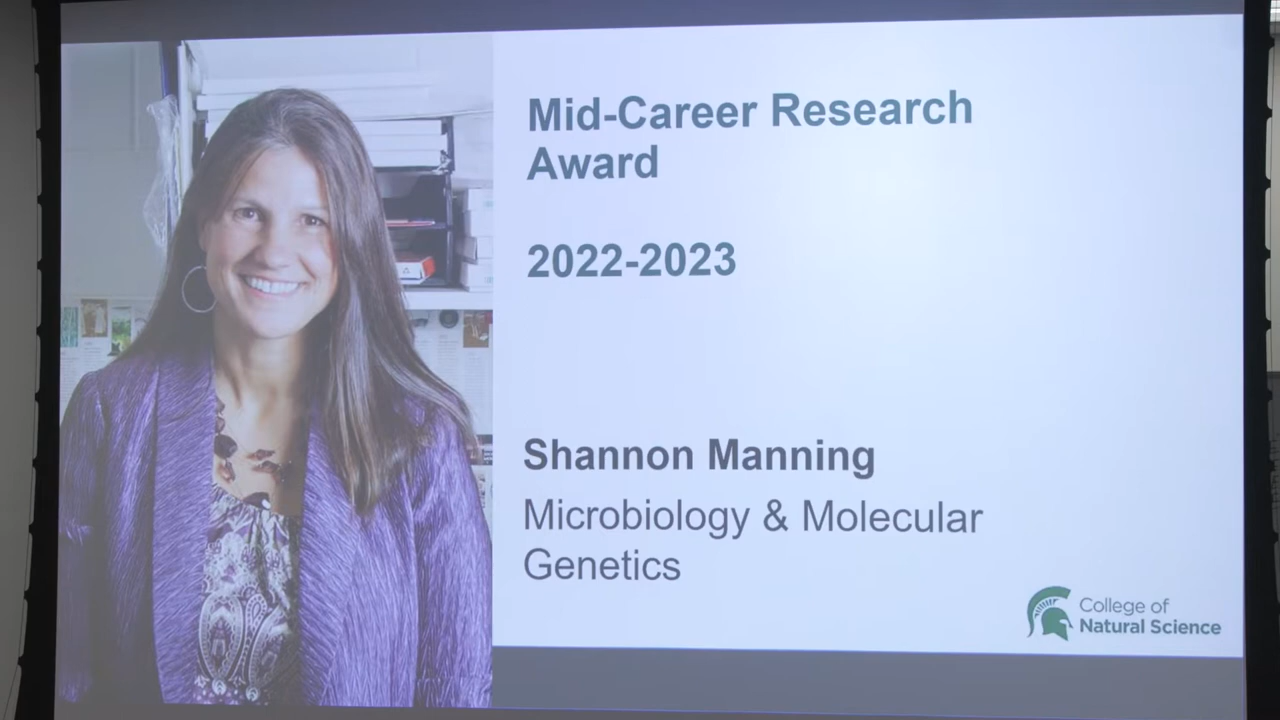 Mid-Career Research
Award
2022-2023
Shannon Manning
Microbiology & Molecular
Genetics
College of
Natural Science